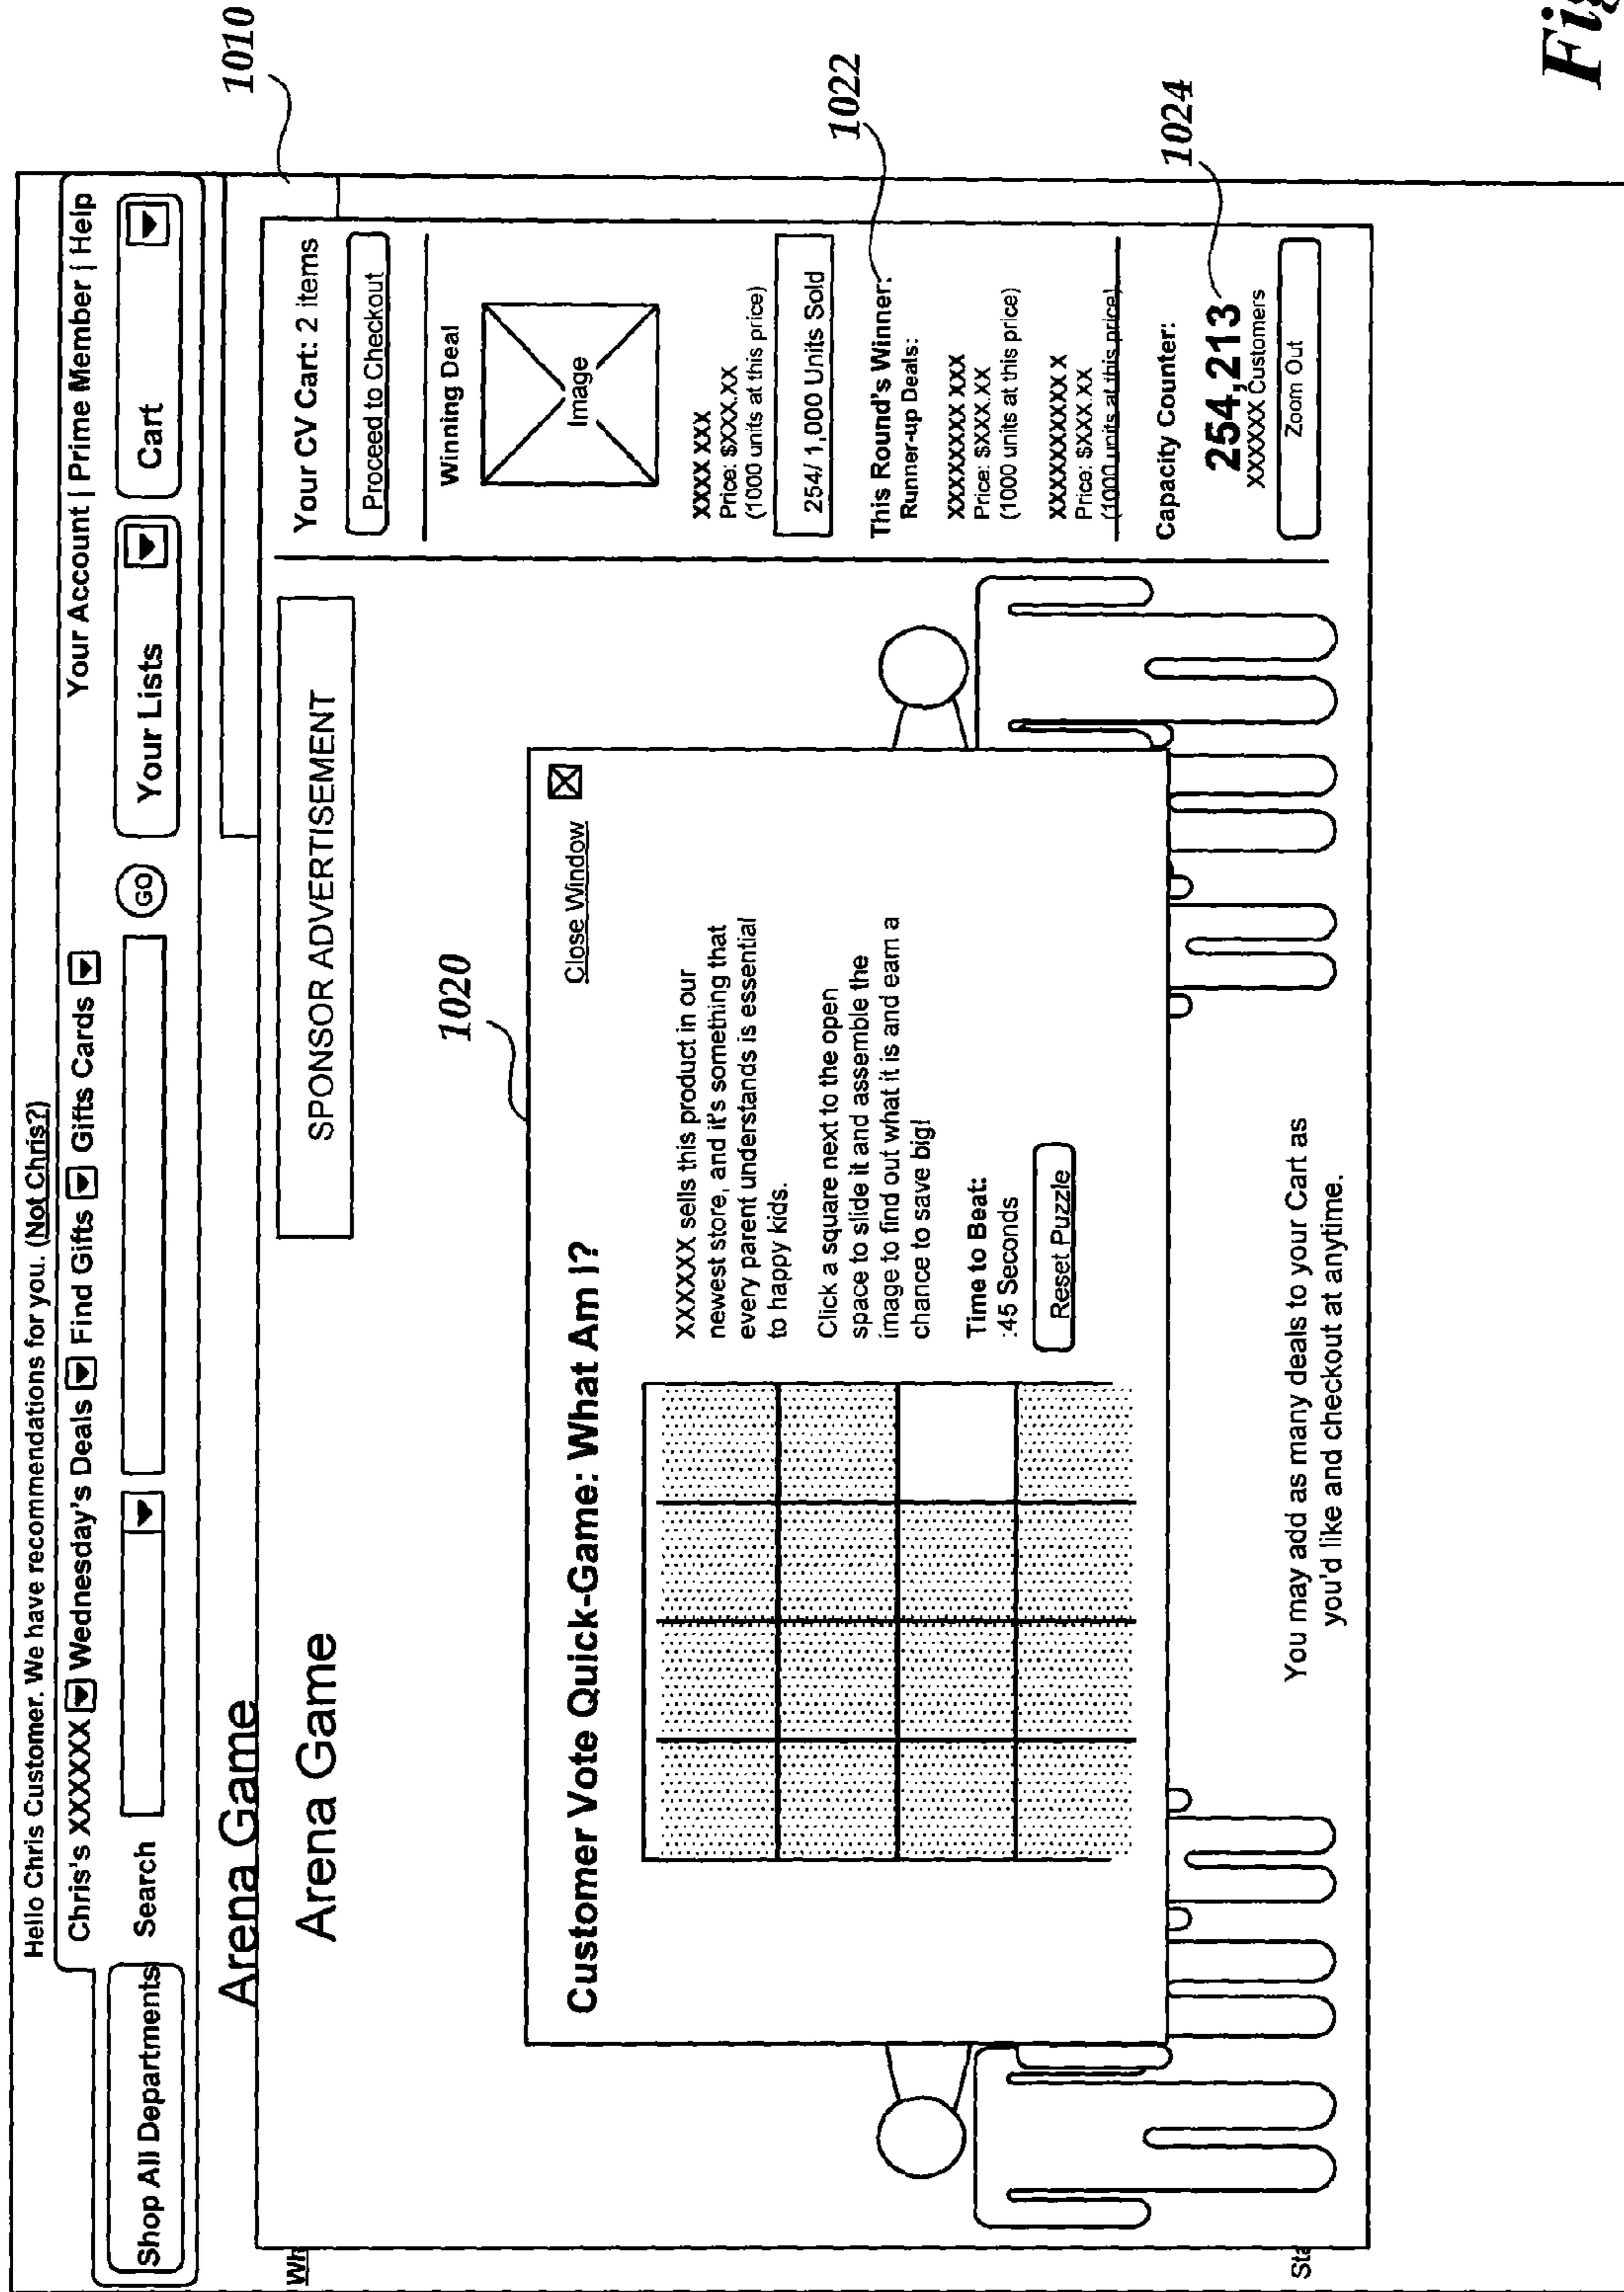 Hello Chris Customer. We have recommendations for you. (Not Chris?)
Chris's XXXXXX Wednesday's Deals Find Gifts Gifts Cards
Your Account | Prime Member | Help
Shop All Departments
Search
GO
Your Lists
Cart
1010
Arena Game
Arena Game
SPONSOR ADVERTISEMENT
1020
Close Window
Customer Vote Quick-Game: What Am I?
XXXXXX sells this product in our
newest store, and it's something that
every parent understands is essential
to happy kids.
Click a square next to the open
space to slide it and assemble the
image to find out what it is and earn a
chance to save big!
Time to Beat:
:45 Seconds
Reset Puzzle
You may add as many deals to your Cart as
you'd like and checkout at anytime.
Your CV Cart: 2 items
Proceed to Checkout
Winning Deal
Image
XXXX XXX
Price: $XXX.XX
(1000 units at this price)
254/ 1,000 Units Sold
1022
This Round's Winner:
Runner-up Deals:
XXXXXXXX XXX
Price: $XXX.XX
(1000 units at this price)
XXXXXXXXXX X
Price: $XXX.XX
(1000 units at this price)
1024
Capacity Counter:
254,213
XXXXXX Customers
Zoom Out